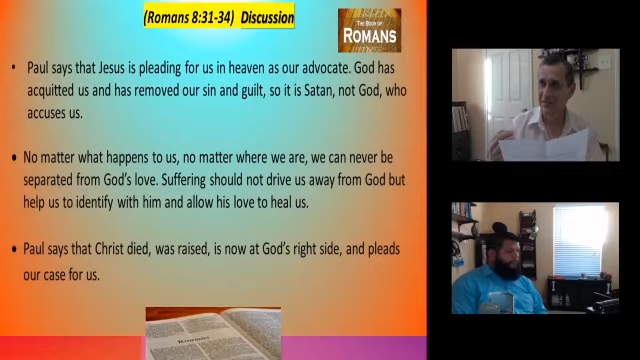 (Romans 8:31-34) Discussion
THE BOOK OF
ROMANS
• Paul says that Jesus is pleading for us in heaven as our advocate. God has
acquitted us and has removed our sin and guilt, so it is Satan, not God, who
accuses us.
• No matter what happens to us, no matter where we are, we can never be
separated from God's love. Suffering should not drive us away from God but
help us to identify with him and allow his love to heal us.
• Paul says that Christ died, was raised, is now at God's right side, and pleads
our case for us.
Romans